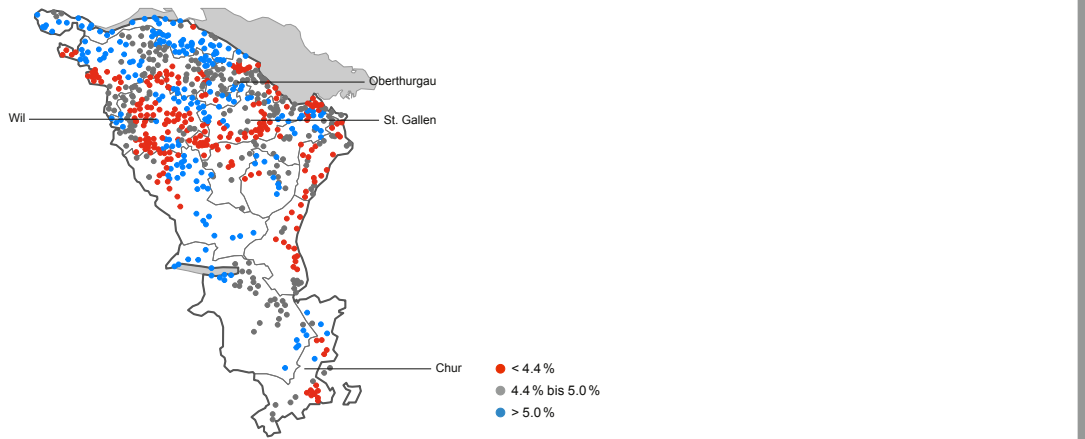 Oberthurgau
Wil
St. Gallen
Chur
< 4.4 %
4.4 % bis 5.0 %
> 5.0 %